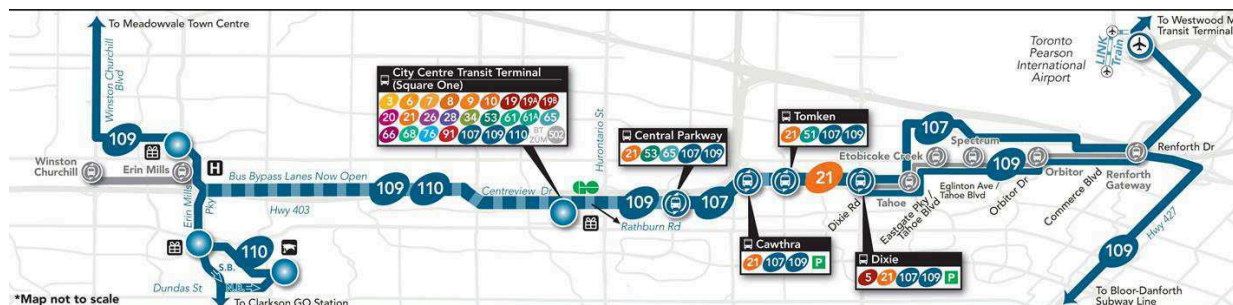 To Meadowvale Town Centre
Winston Churchill
Blvd
109
Winston
Churchill
Erin Mills
H
Erin Mills
Pky
Bus Bypass Lanes Now Open
Hwy 403
109
110
110
S.B.
N.B.
Dundas St
To Clarkson GO Station
*Map not to scale
City Centre Transit Terminal
(Square One)
3 6 7 8 9 10 19 19A 19B
20 21 26 28 34 53 61 61A 65
66 68 76 91 107 109 110 BT ZÜM 502
Centreview Dr
Hurontario St.
GO
Rathburn Rd
Central Parkway
21 53 65 107 109
109
107
Cawthra
21 107 109 P
Tomken
21 51 107 109
21
Dixie
5 21 107 109 P
Dixie Rd
Tahoe
Eastgate Pky /
Tahoe Blvd
107
Etobicoke Creek
Spectrum
109
Eglinton Ave /
Tahoe Blvd
Orbitor Dr
Orbitor
Commerce Blvd
Renforth Dr
Renforth
Gateway
Toronto
Pearson
International
Airport
LINK
Train
To Westwood M
Transit Terminal
Hwy 427
109
To Bloor-Danforth
Subway Line